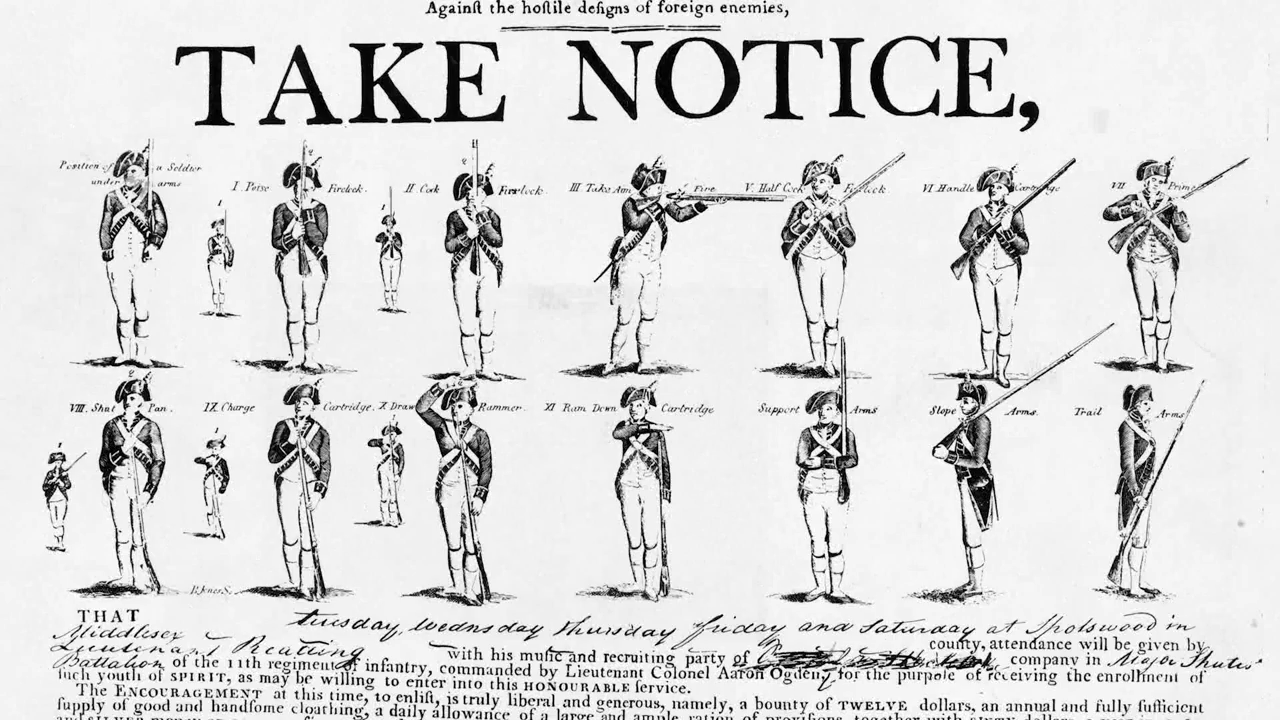 Againſt the hoſtile deſigns of foreign enemies,
TAKE NOTICE,
Position of a Soldier
under arms
I. Poise Firelock.
II. Cock Firelock
III Take Aim Fire
V. Half Cock Firelock
VI Handle Cartridge
VII Prime
VIII. Shut Pan.
IX. Charge Cartridge.
X Draw Rammer.
XI Ram Down Cartridge
Support Arms
Slope Arms.
Trail Arms
THAT tuesday, wednsday thursday friday and Saturday at Spotswood in
Middlesex county, attendance will be given by
Lieutenant Reatting with his muſic and recruiting party of company in Major Shutes'
Battalion of the 11th regiment of infantry, commanded by Lieutenant Colonel Aaron Ogden, for the purpoſe of receiving the enrollment of
ſuch youth of SPIRIT, as may be willing to enter into this HONOURABLE ſervice.
The ENCOURAGEMENT at this time, to enliſt, is truly liberal and generous, namely, a bounty of TWELVE dollars, an annual and fully ſufficient
ſupply of good and handſome cloathing, a daily allowance of a large and ample ration of proviſions, together with ſixty dollars